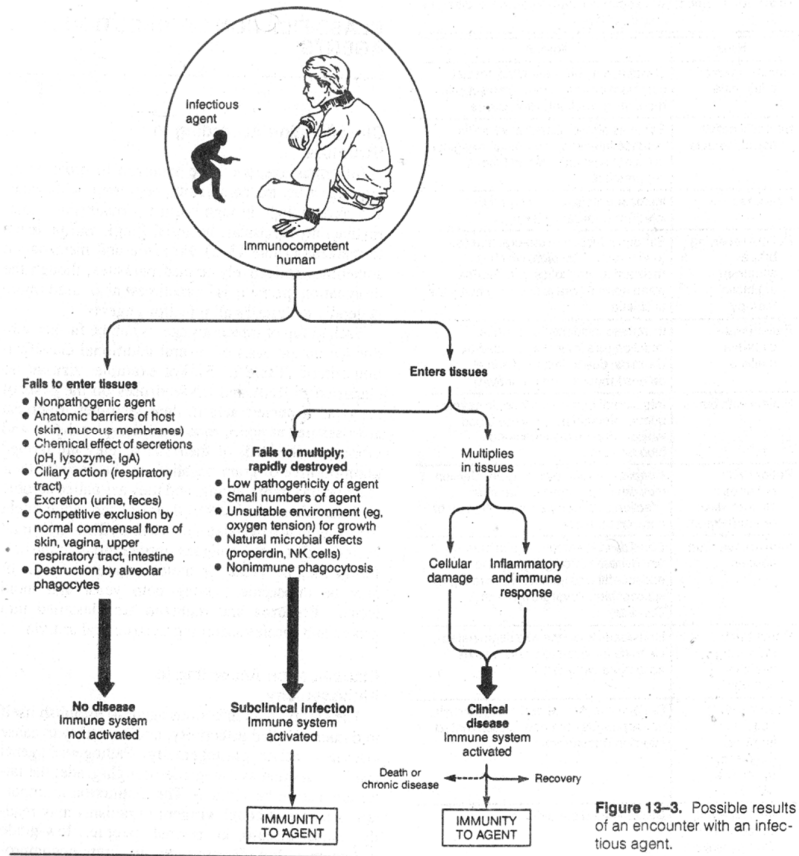 Infectious
agent
Immunocompetent
human
Fails to enter tissues
● Nonpathogenic agent
● Anatomic barriers of host
(skin, mucous membranes)
● Chemical effect of secretions
(pH, lysozyme, IgA)
● Ciliary action (respiratory
tract)
● Excretion (urine, feces)
● Competitive exclusion by
normal commensal flora of
skin, vagina, upper
respiratory tract, intestine
● Destruction by alveolar
phagocytes
No disease
Immune system
not activated
Enters tissues
Fails to multiply;
rapidly destroyed
● Low pathogenicity of agent
● Small numbers of agent
● Unsuitable environment (eg,
oxygen tension) for growth
● Natural microbial effects
(properdin, NK cells)
● Nonimmune phagocytosis
Subclinical infection
Immune system
activated
IMMUNITY
TO AGENT
Multiplies
in tissues
Cellular
damage
Inflammatory
and immune
response
Clinical
disease
Immune system
activated
Death or
chronic disease
Recovery
IMMUNITY
TO AGENT
Figure 13–3. Possible results
of an encounter with an infec-
tious agent.